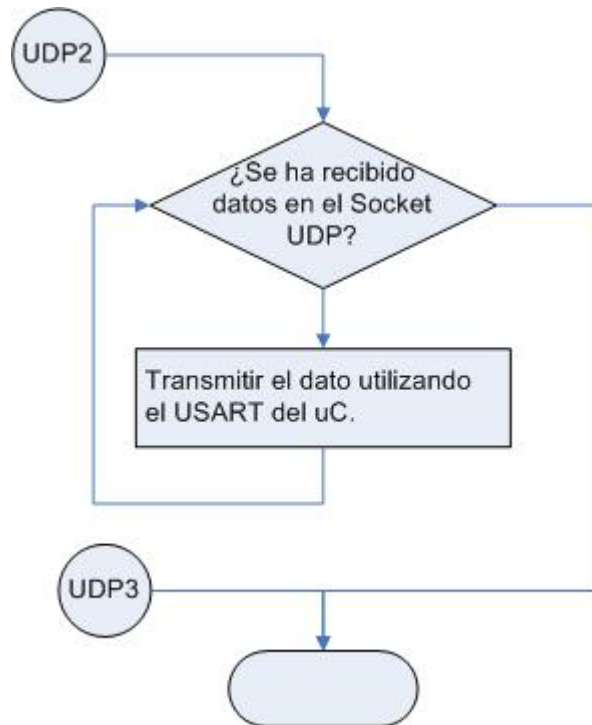 UDP2
¿Se ha recibido
datos en el Socket
UDP?
Transmitir el dato utilizando
el USART del uC.
UDP3